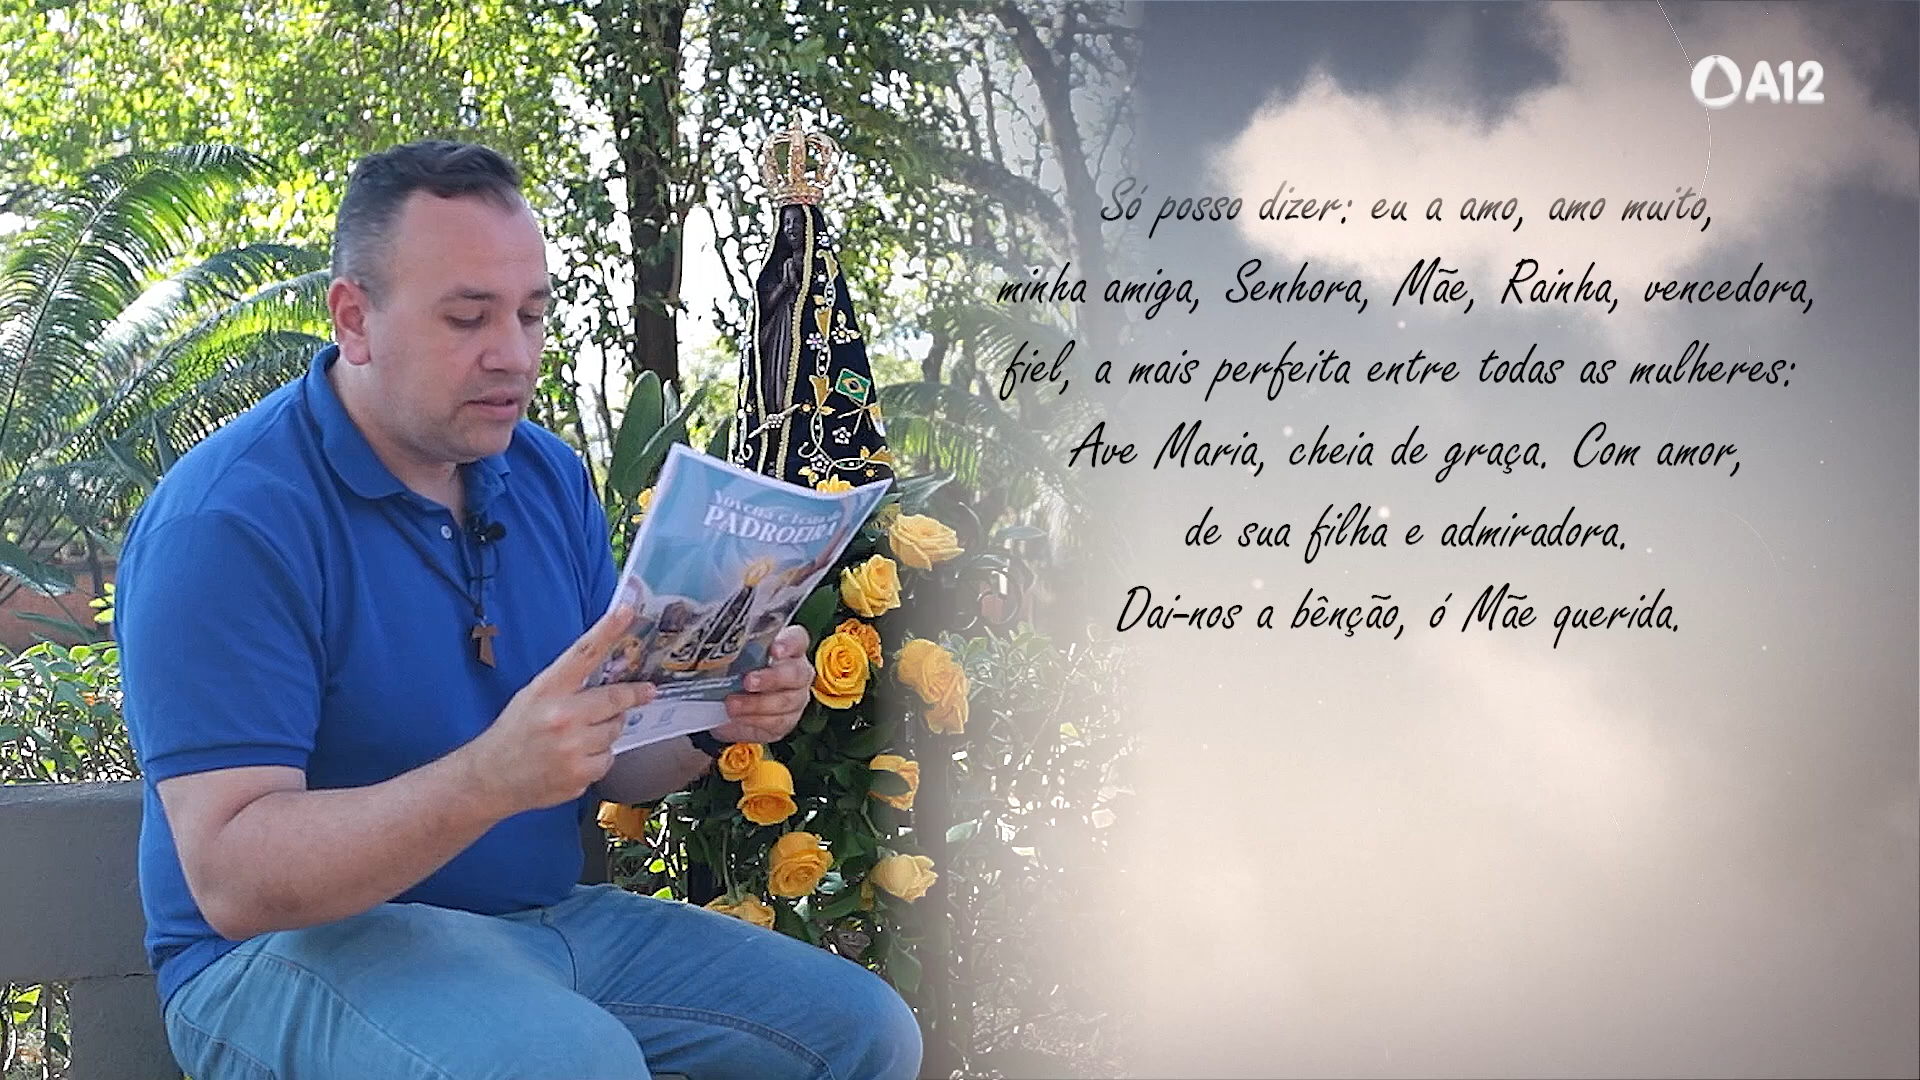 A12
Só posso dizer: eu a amo, amo muito,
minha amiga, Senhora, Mãe, Rainha, vencedora,
fiel, a mais perfeita entre todas as mulheres:
Ave Maria, cheia de graça. Com amor,
de sua filha e admiradora.
Dai-nos a bênção, ó Mãe querida.
PADROEIRA